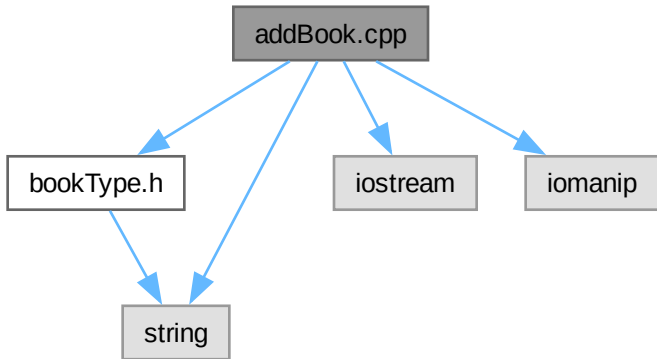 addBook.cpp
bookType.h
iostream
iomanip
string